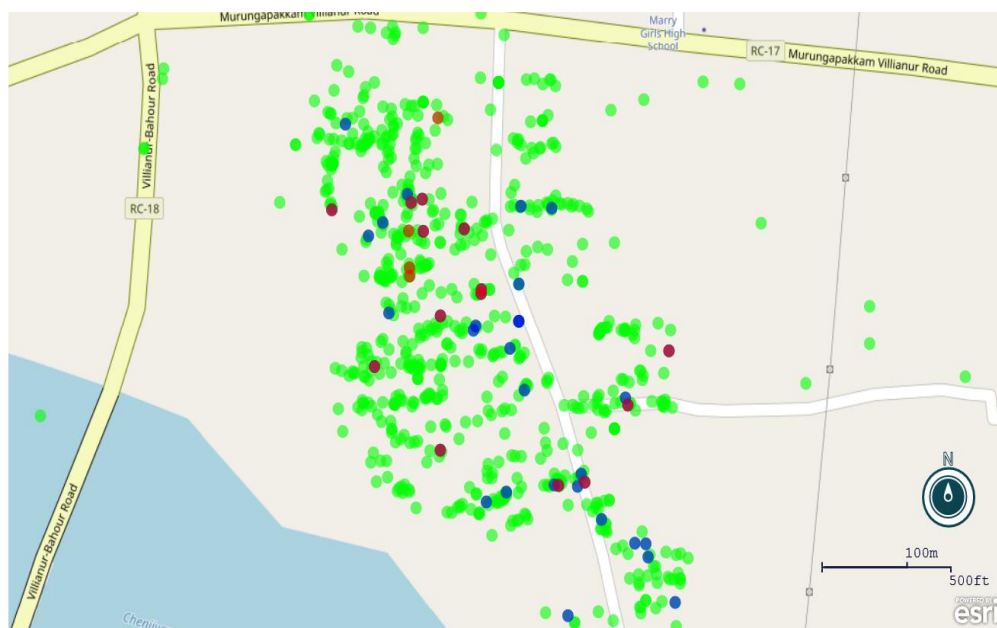 Murungapakkam Villianur Road
Marry
Girls High
School
RC-17
Murungapakkam Villianur Road
Villianur-Bahour Road
RC-18
Villianur-Bahour Road
N
100m
500ft
POWERED BY
esri